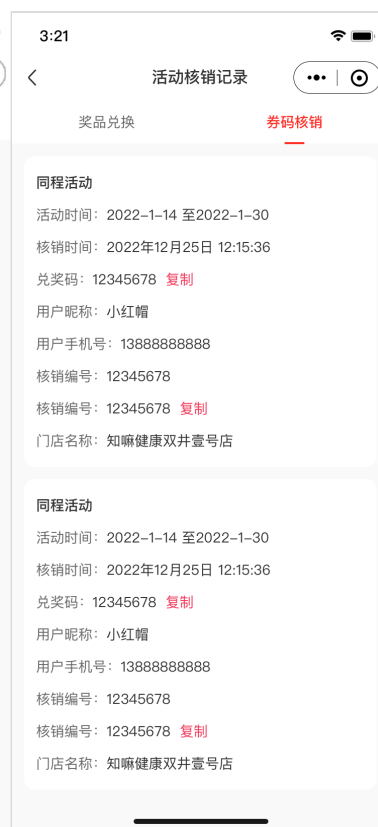 3:21
活动核销记录
奖品兑换 券码核销
同程活动
活动时间：2022-1-14 至2022-1-30
核销时间：2022年12月25日 12:15:36
兑奖码：12345678 复制
用户昵称：小红帽
用户手机号：13888888888
核销编号：12345678
核销编号：12345678 复制
门店名称：知嘛健康双井壹号店
同程活动
活动时间：2022-1-14 至2022-1-30
核销时间：2022年12月25日 12:15:36
兑奖码：12345678 复制
用户昵称：小红帽
用户手机号：13888888888
核销编号：12345678
核销编号：12345678 复制
门店名称：知嘛健康双井壹号店